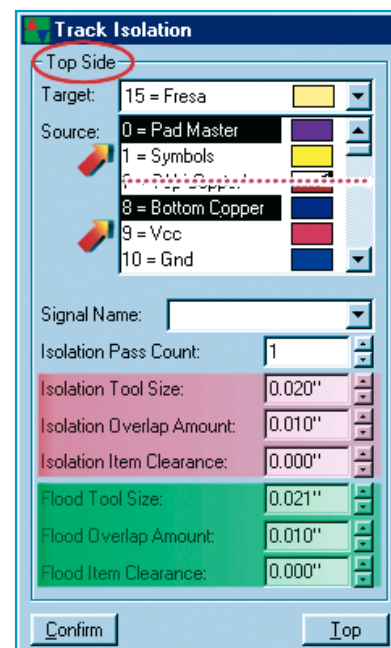 Track Isolation
Top Side
Target: 15 = Fresa
Source: 0 = Pad Master
1 = Symbols
8 = Bottom Copper
9 = Vcc
10 = Gnd
Signal Name:
Isolation Pass Count: 1
Isolation Tool Size: 0.020"
Isolation Overlap Amount: 0.010"
Isolation Item Clearance: 0.000"
Flood Tool Size: 0.021"
Flood Overlap Amount: 0.010"
Flood Item Clearance: 0.000"
Confirm Top